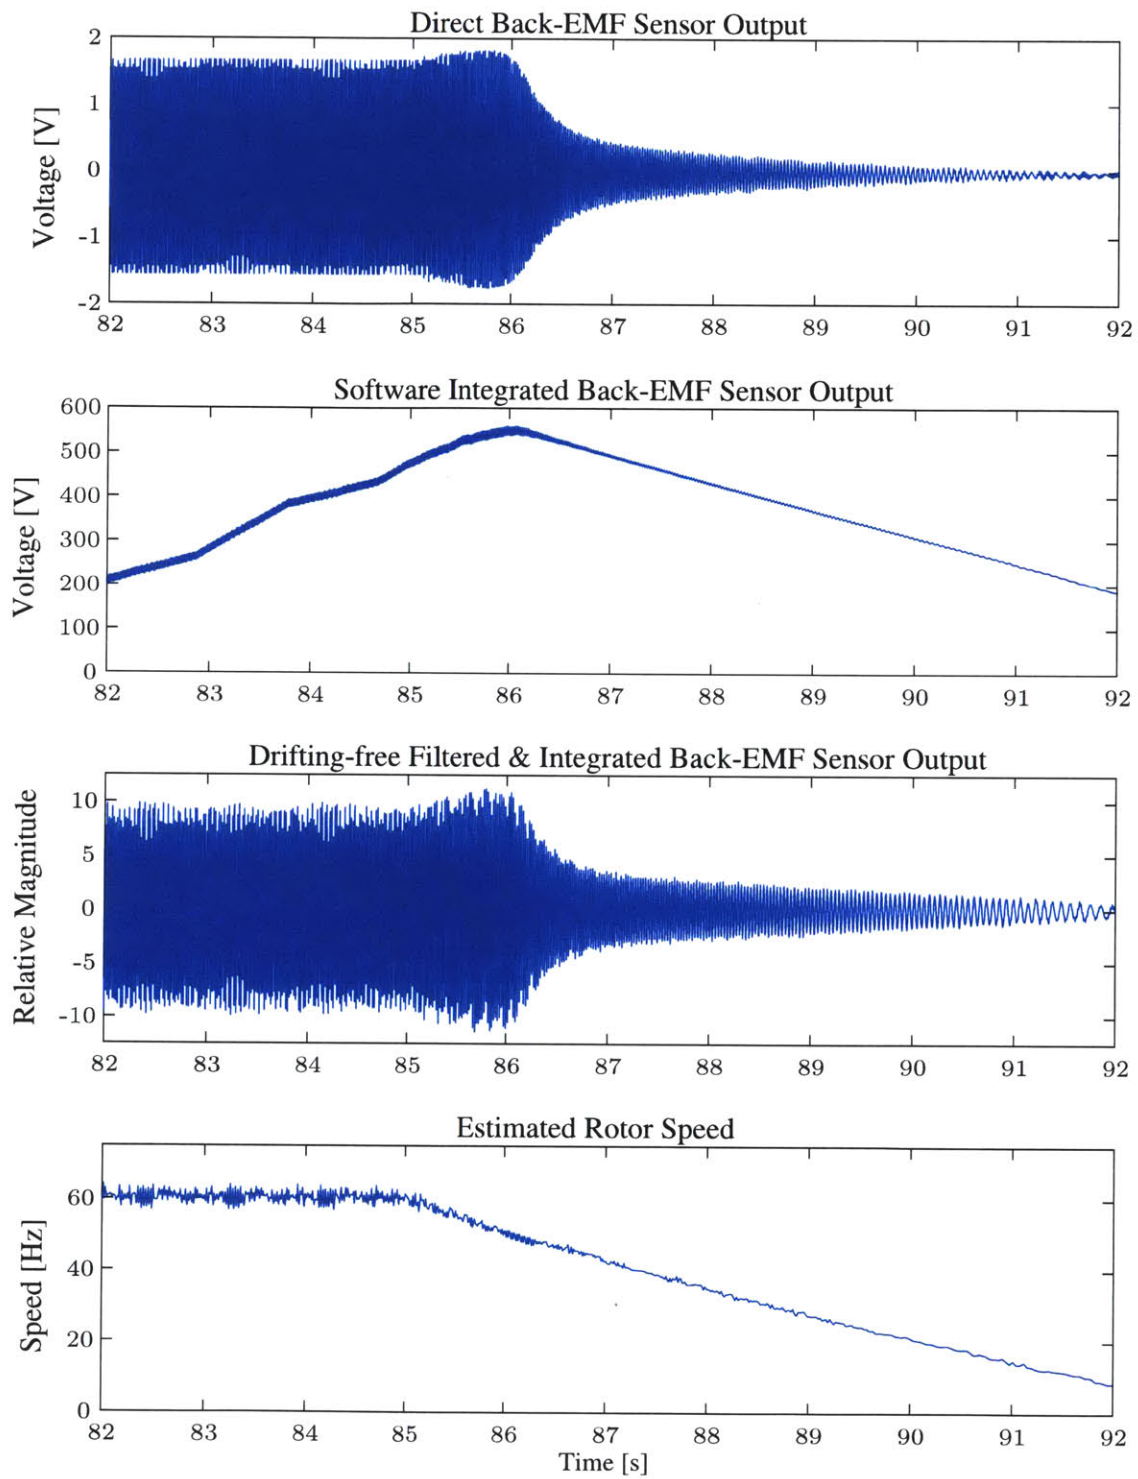 Direct Back-EMF Sensor Output
2
1
0
-1
-2
Voltage [V]
82 83 84 85 86 87 88 89 90 91 92
Software Integrated Back-EMF Sensor Output
600
500
400
300
200
100
0
Voltage [V]
82 83 84 85 86 87 88 89 90 91 92
Drifting-free Filtered & Integrated Back-EMF Sensor Output
10
5
0
-5
-10
Relative Magnitude
82 83 84 85 86 87 88 89 90 91 92
Estimated Rotor Speed
60
40
20
0
Speed [Hz]
82 83 84 85 86 87 88 89 90 91 92
Time [s]